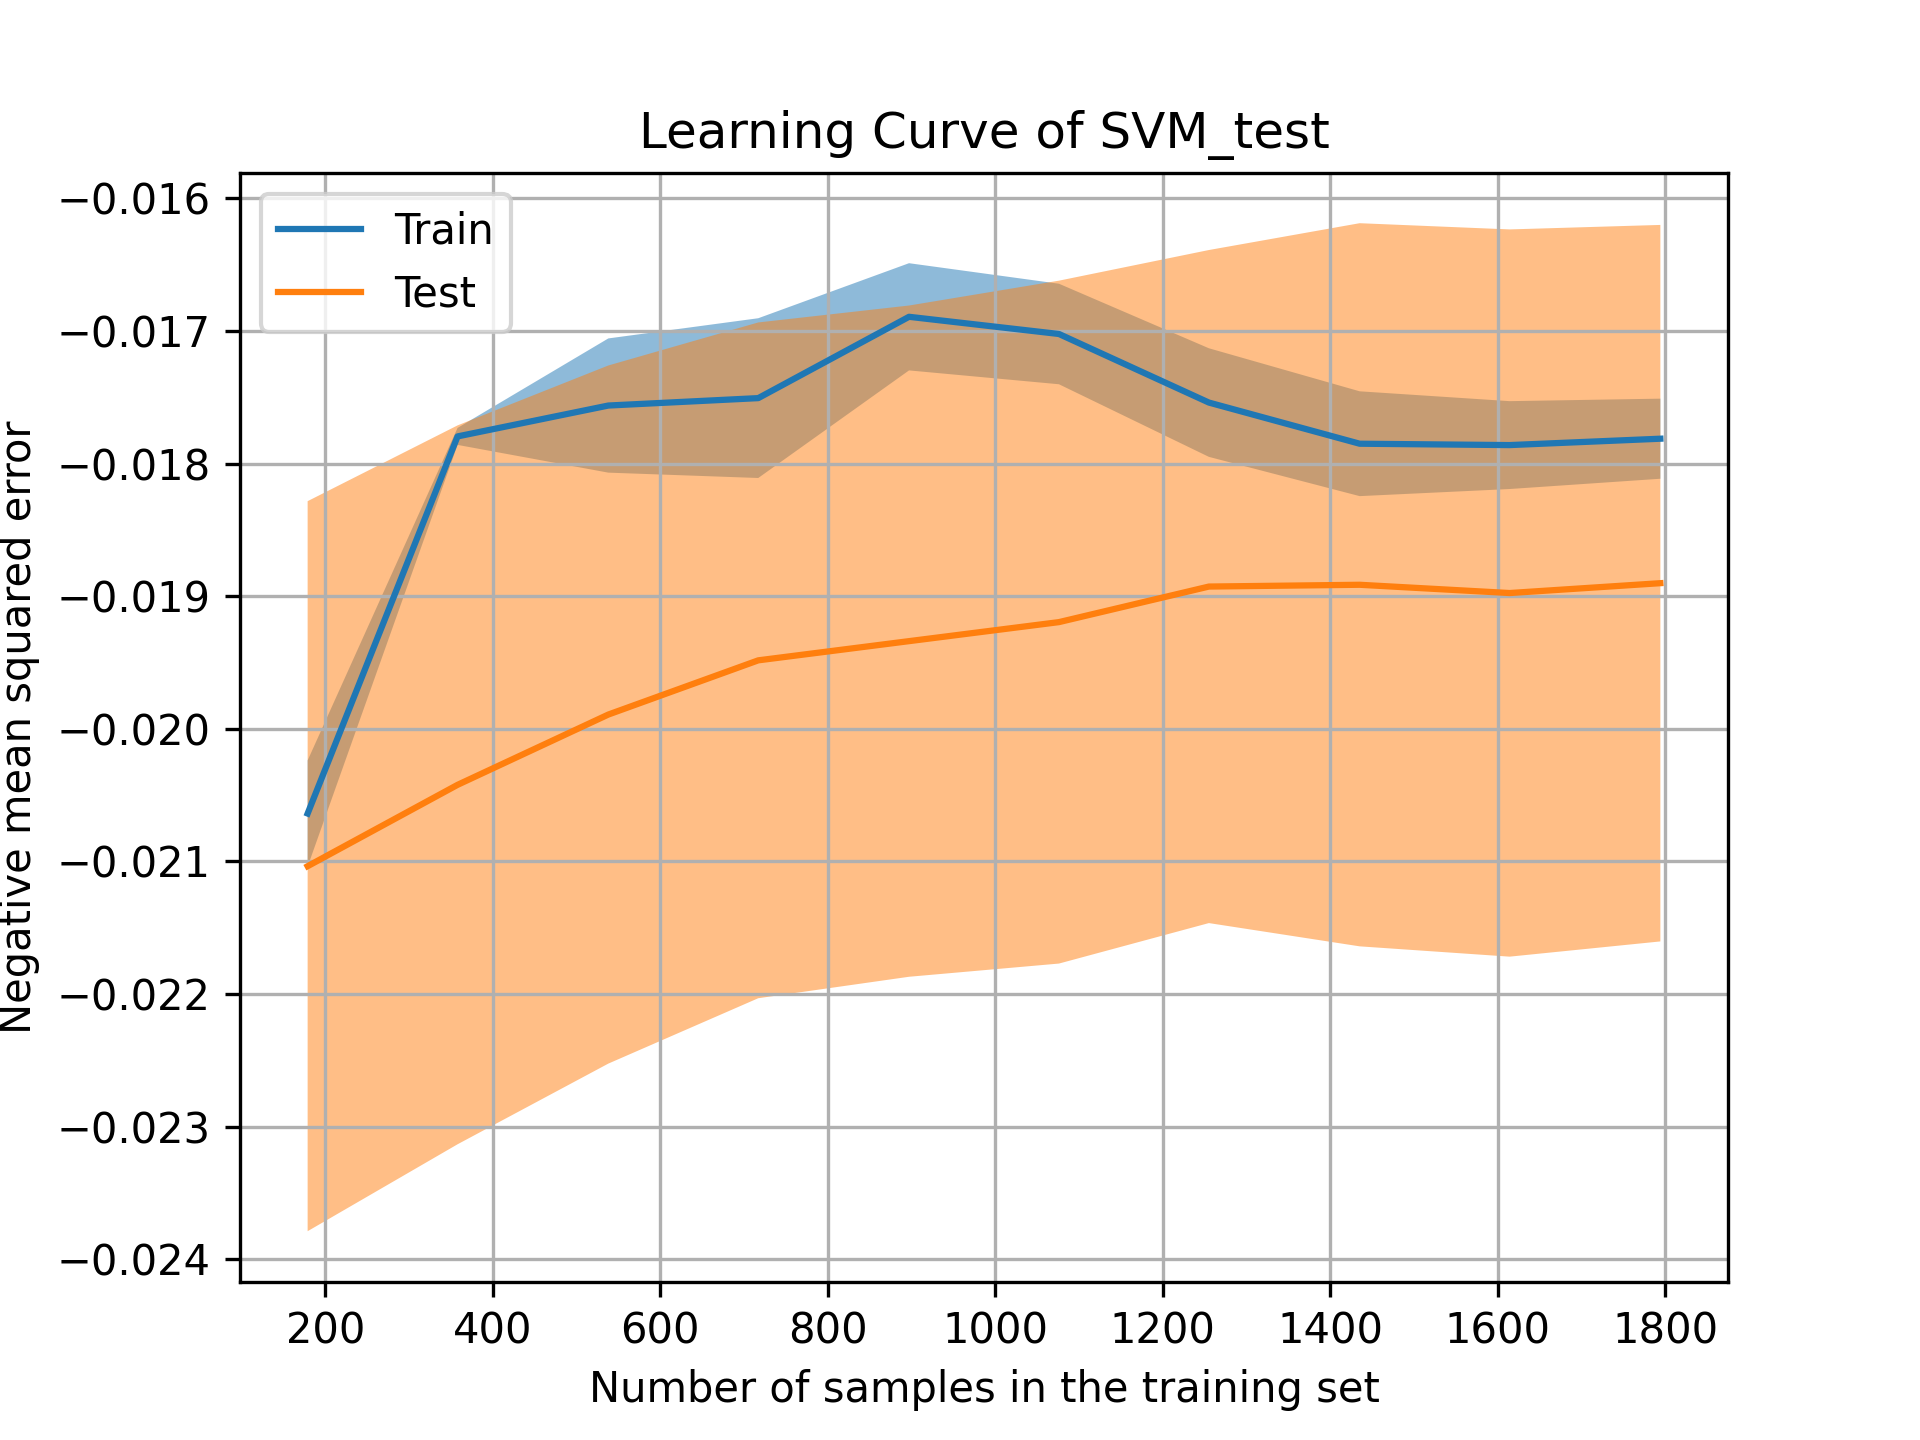 Learning Curve of SVM_test
Train
Test
−0.016
−0.017
−0.018
−0.019
−0.020
−0.021
−0.022
−0.023
−0.024
Negative mean squared error
200 400 600 800 1000 1200 1400 1600 1800
Number of samples in the training set